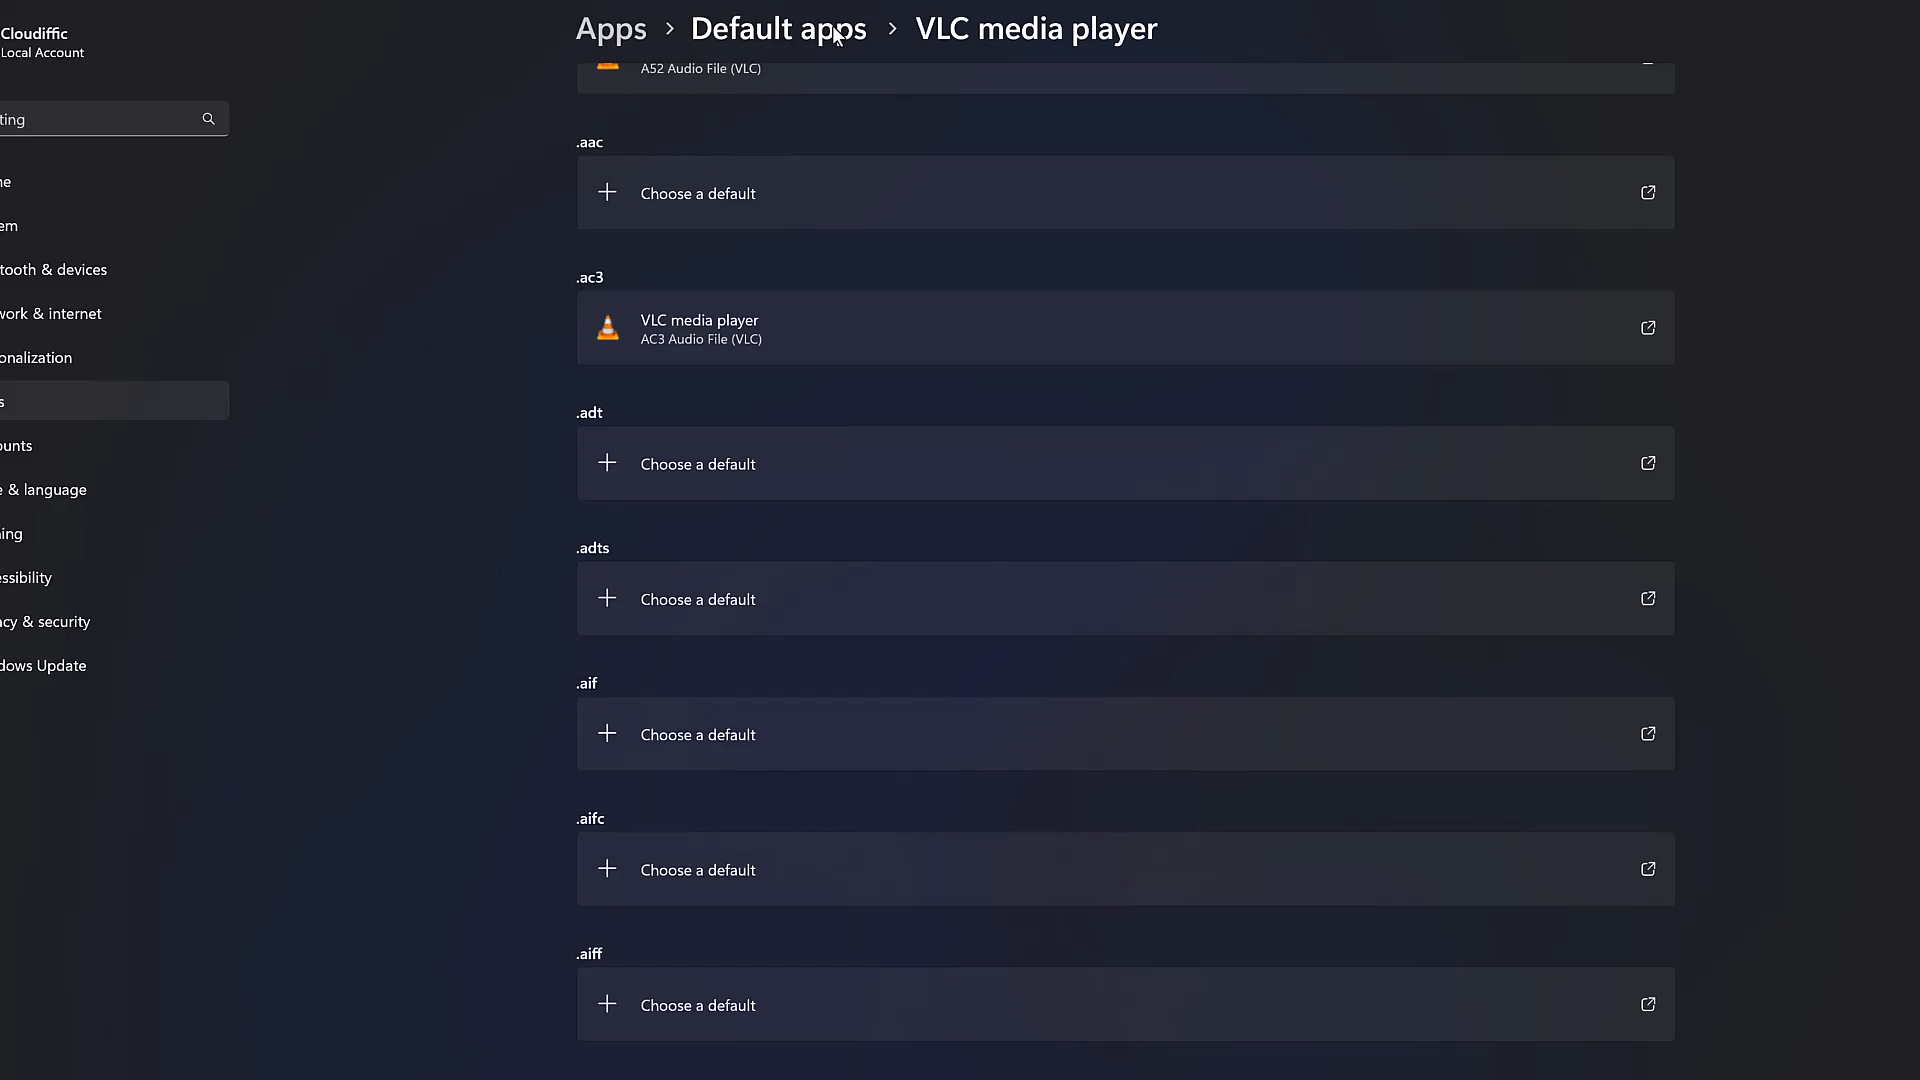 Cloudiffic
Local Account
ting
me
em
tooth & devices
work & internet
onalization
s
ounts
e & language
ing
essibility
acy & security
dows Update
Apps > Default apps > VLC media player
A52 Audio File (VLC)
.aac
Choose a default
.ac3
VLC media player
AC3 Audio File (VLC)
.adt
Choose a default
.adts
Choose a default
.aif
Choose a default
.aifc
Choose a default
.aiff
Choose a default